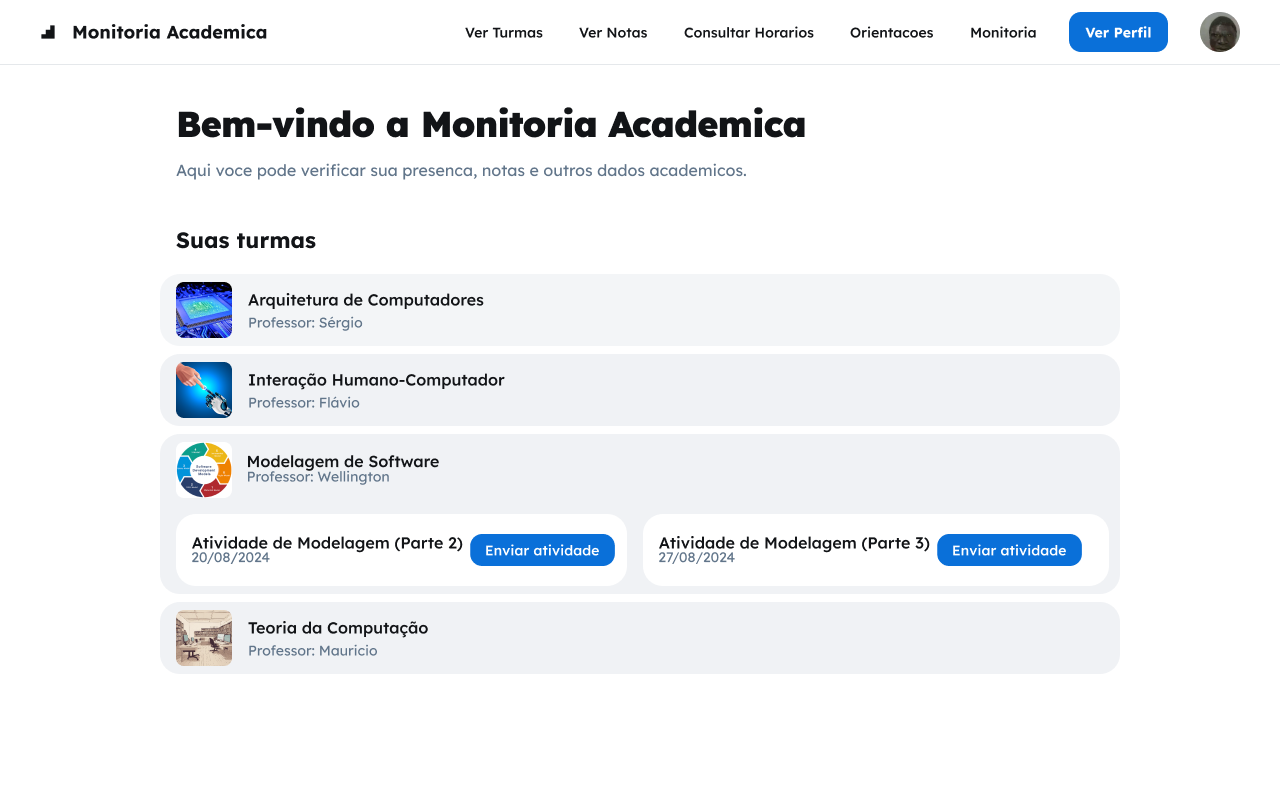 Monitoria Academica
Ver Turmas
Ver Notas
Consultar Horarios
Orientacoes
Monitoria
Ver Perfil
Bem-vindo a Monitoria Academica
Aqui voce pode verificar sua presenca, notas e outros dados academicos.
Suas turmas
Arquitetura de Computadores
Professor: Sérgio
Interação Humano-Computador
Professor: Flávio
Software
Development
Models
Modelagem de Software
Professor: Wellington
Atividade de Modelagem (Parte 2)
20/08/2024
Enviar atividade
Atividade de Modelagem (Parte 3)
27/08/2024
Enviar atividade
Teoria da Computação
Professor: Mauricio